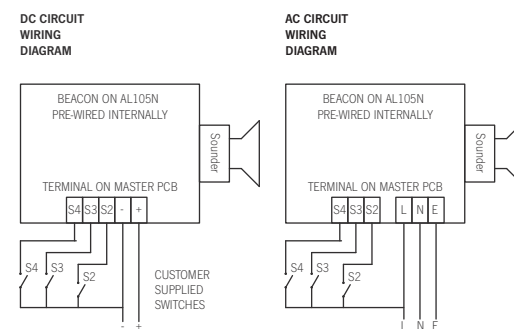 DC CIRCUIT
WIRING
DIAGRAM
BEACON ON AL105N
PRE-WIRED INTERNALLY
Sounder
TERMINAL ON MASTER PCB
S4 S3 S2 - +
S4 S3
S2
CUSTOMER
SUPPLIED
SWITCHES
- +
AC CIRCUIT
WIRING
DIAGRAM
BEACON ON AL105N
PRE-WIRED INTERNALLY
Sounder
TERMINAL ON MASTER PCB
S4 S3 S2 L N E
S4 S3
S2
L N E